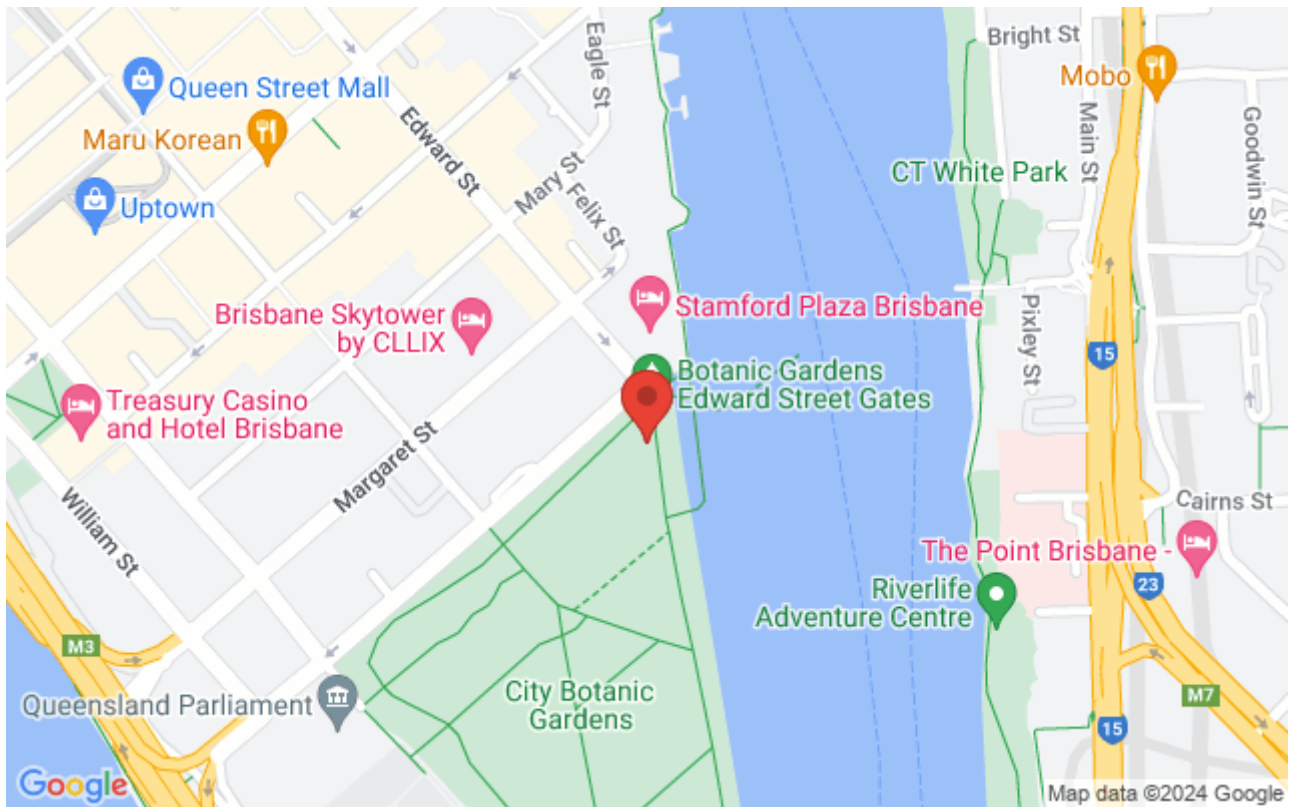 Eagle St
Bright St
Mobo
Queen Street Mall
Maru Korean
Edward St
Main St
Goodwin St
CT White Park
Mary St
Uptown
Felix St
Brisbane Skytower
by CLLIX
Stamford Plaza Brisbane
Pixley St
15
Botanic Gardens
Edward Street Gates
Treasury Casino
and Hotel Brisbane
Margaret St
William St
Cairns St
The Point Brisbane -
23
Riverlife
Adventure Centre
M3
City Botanic
Gardens
Queensland Parliament
M7
15
Google
Map data ©2024 Google